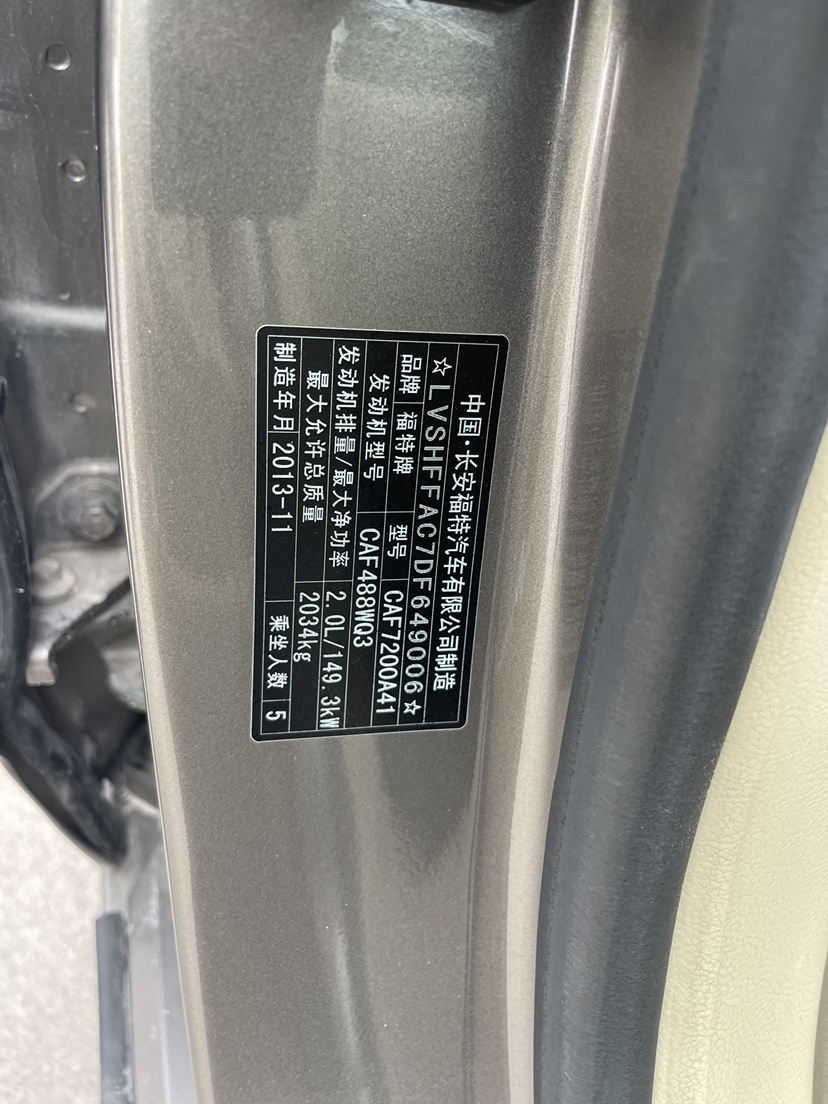 中国·长安福特汽车有限公司制造
☆LVSHFFAC7DF649006☆
品牌 福特牌 型号 CAF7200A41
发动机型号 CAF488WQ3
发动机排量/最大净功率 2.0L/149.3kW
最大允许总质量 2034kg
制造年月 2013-11 乘坐人数 5